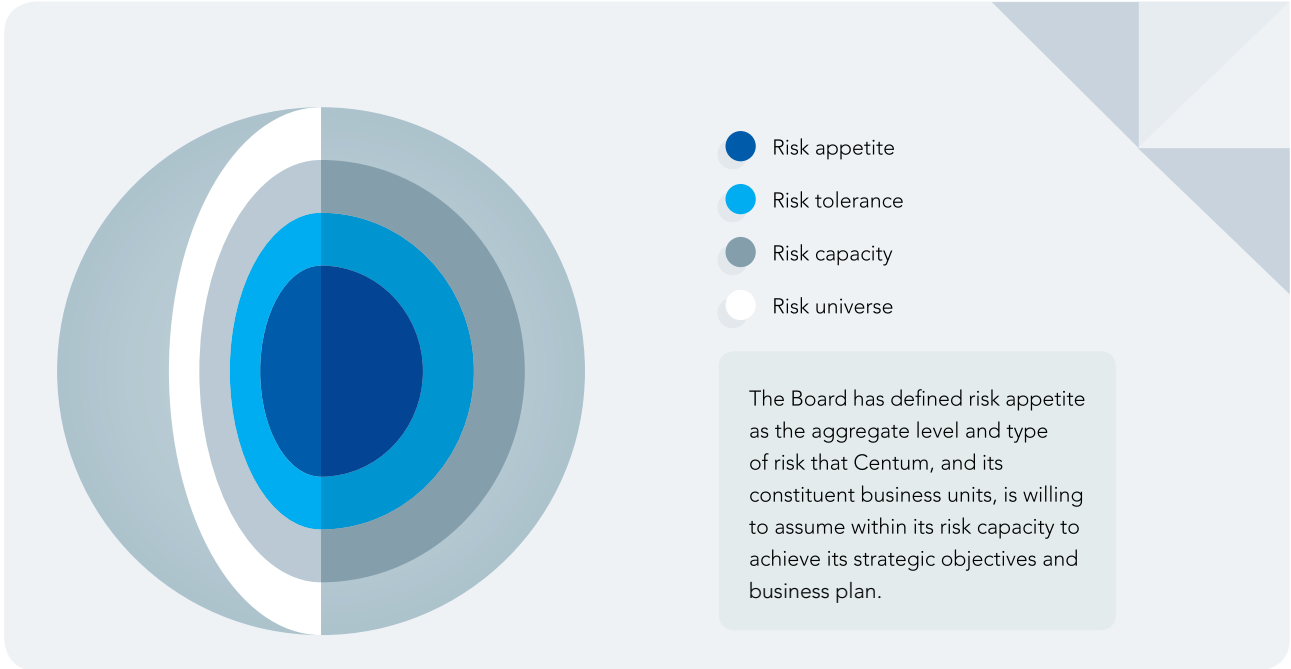 Risk appetite
Risk tolerance
Risk capacity
Risk universe
The Board has defined risk appetite
as the aggregate level and type
of risk that Centum, and its
constituent business units, is willing
to assume within its risk capacity to
achieve its strategic objectives and
business plan.